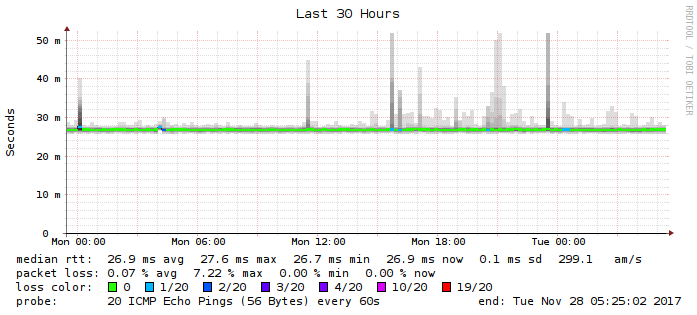 Last 30 Hours
RRDTOOL / TOBI OETIKER
Seconds
50 m
40 m
30 m
20 m
10 m
0
Mon 00:00 Mon 06:00 Mon 12:00 Mon 18:00 Tue 00:00
median rtt: 26.9 ms avg 27.6 ms max 26.7 ms min 26.9 ms now 0.1 ms sd 299.1 am/s
packet loss: 0.07 % avg 7.22 % max 0.00 % min 0.00 % now
loss color: 0 1/20 2/20 3/20 4/20 10/20 19/20
probe: 20 ICMP Echo Pings (56 Bytes) every 60s end: Tue Nov 28 05:25:02 2017